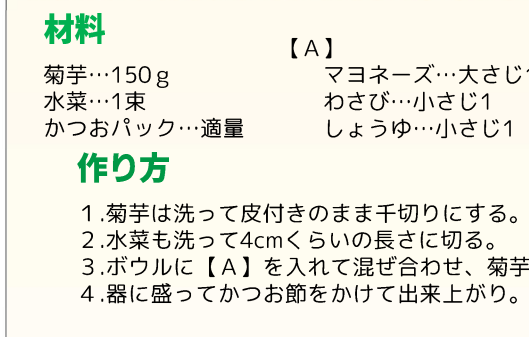 材料
【A】
菊芋…150g
水菜…1束
かつおパック…適量
マヨネーズ…大さじ1
わさび…小さじ1
しょうゆ…小さじ1
作り方
1.菊芋は洗って皮付きのまま千切りにする。
2.水菜も洗って4cmくらいの長さに切る。
3.ボウルに【A】を入れて混ぜ合わせ、菊芋
4.器に盛ってかつお節をかけて出来上がり。